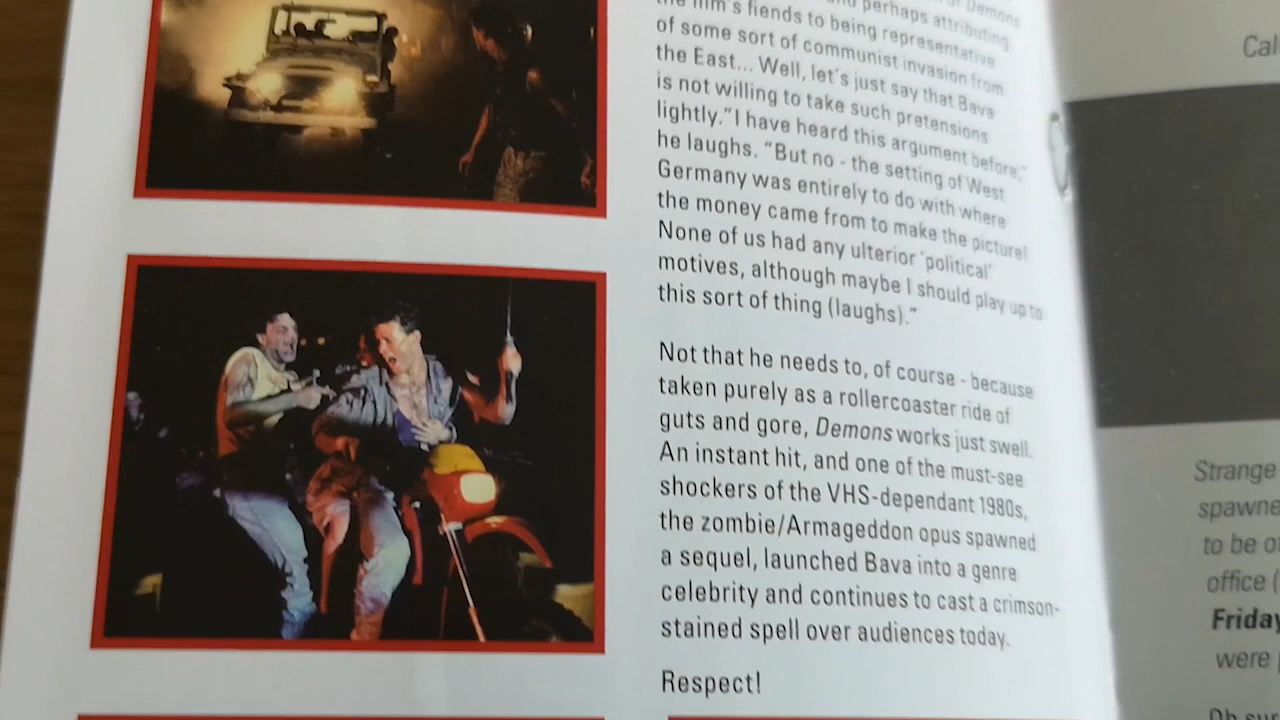 Demons
and perhaps attributing
the film's fiends to being representative
of some sort of communist invasion from
the East... Well, let's just say that Bava
is not willing to take such pretensions
lightly."I have heard this argument before,"
he laughs. "But no - the setting of West
Germany was entirely to do with where
the money came from to make the picture!
None of us had any ulterior 'political'
motives, although maybe I should play up to
this sort of thing (laughs)."
Not that he needs to, of course - because
taken purely as a rollercoaster ride of
guts and gore, Demons works just swell.
An instant hit, and one of the must-see
shockers of the VHS-dependant 1980s,
the zombie/Armageddon opus spawned
a sequel, launched Bava into a genre
celebrity and continues to cast a crimson-
stained spell over audiences today.
Respect!
Cal
Strange
spawne
to be of
office (
Friday
were
Oh sur